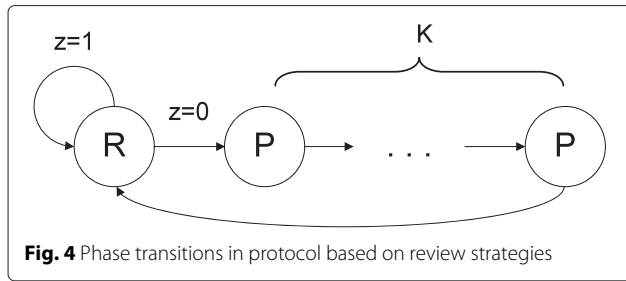 K
z=1
z=0
R
P
. . .
P
Fig. 4 Phase transitions in protocol based on review strategies